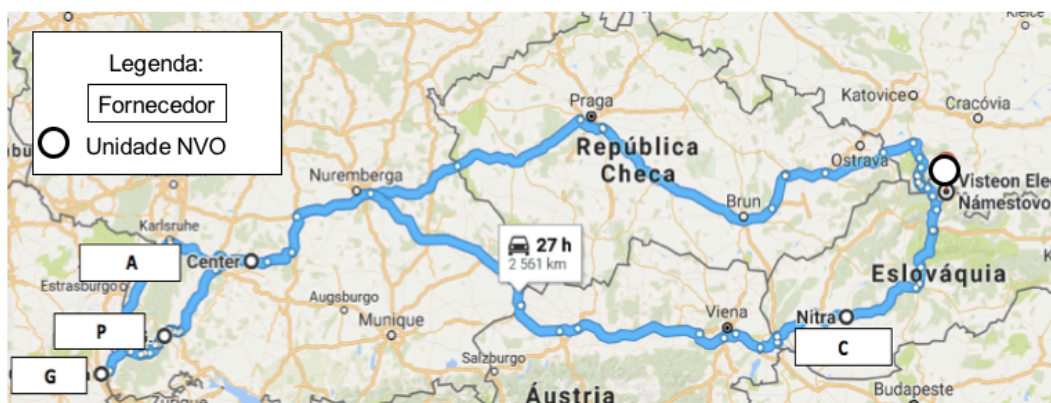 Legenda:
Fornecedor
Unidade NVO
Praga
República
Checa
Katovice
Cracóvia
Ostrava
Nuremberga
Brun
Visteon Ele
Námestovo
Karlsruhe
A
Center
Estrasburgo
27 h
2 561 km
Eslováquia
Augsburgo
Munique
Viena
Nitra
P
C
G
Salzburgo
Áustria
Budapeste